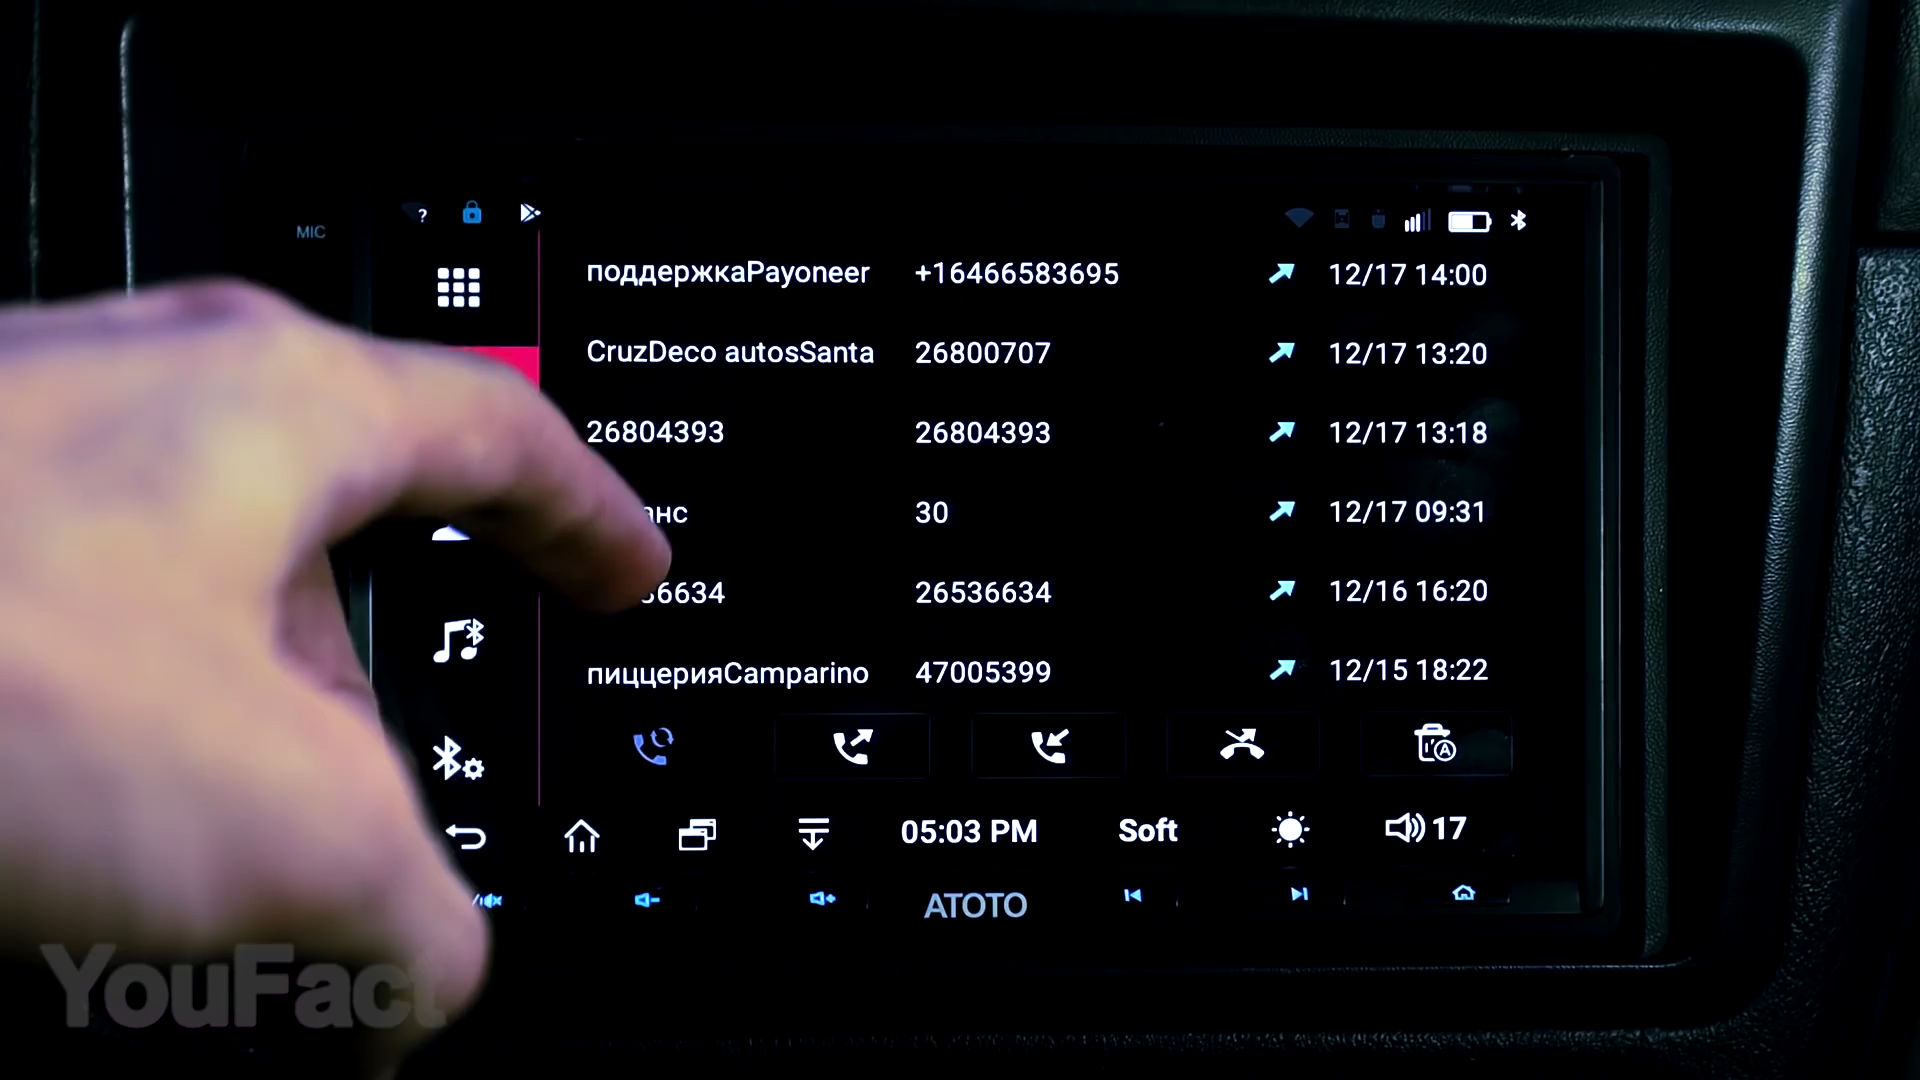 MIC
?
поддержкаPayoneer +16466583695 12/17 14:00
CruzDeco autosSanta 26800707 12/17 13:20
26804393 26804393 12/17 13:18
30 12/17 09:31
26536634 12/16 16:20
пиццерияCamparino 47005399 12/15 18:22
05:03 PM Soft 17
ATOTO
YouFact